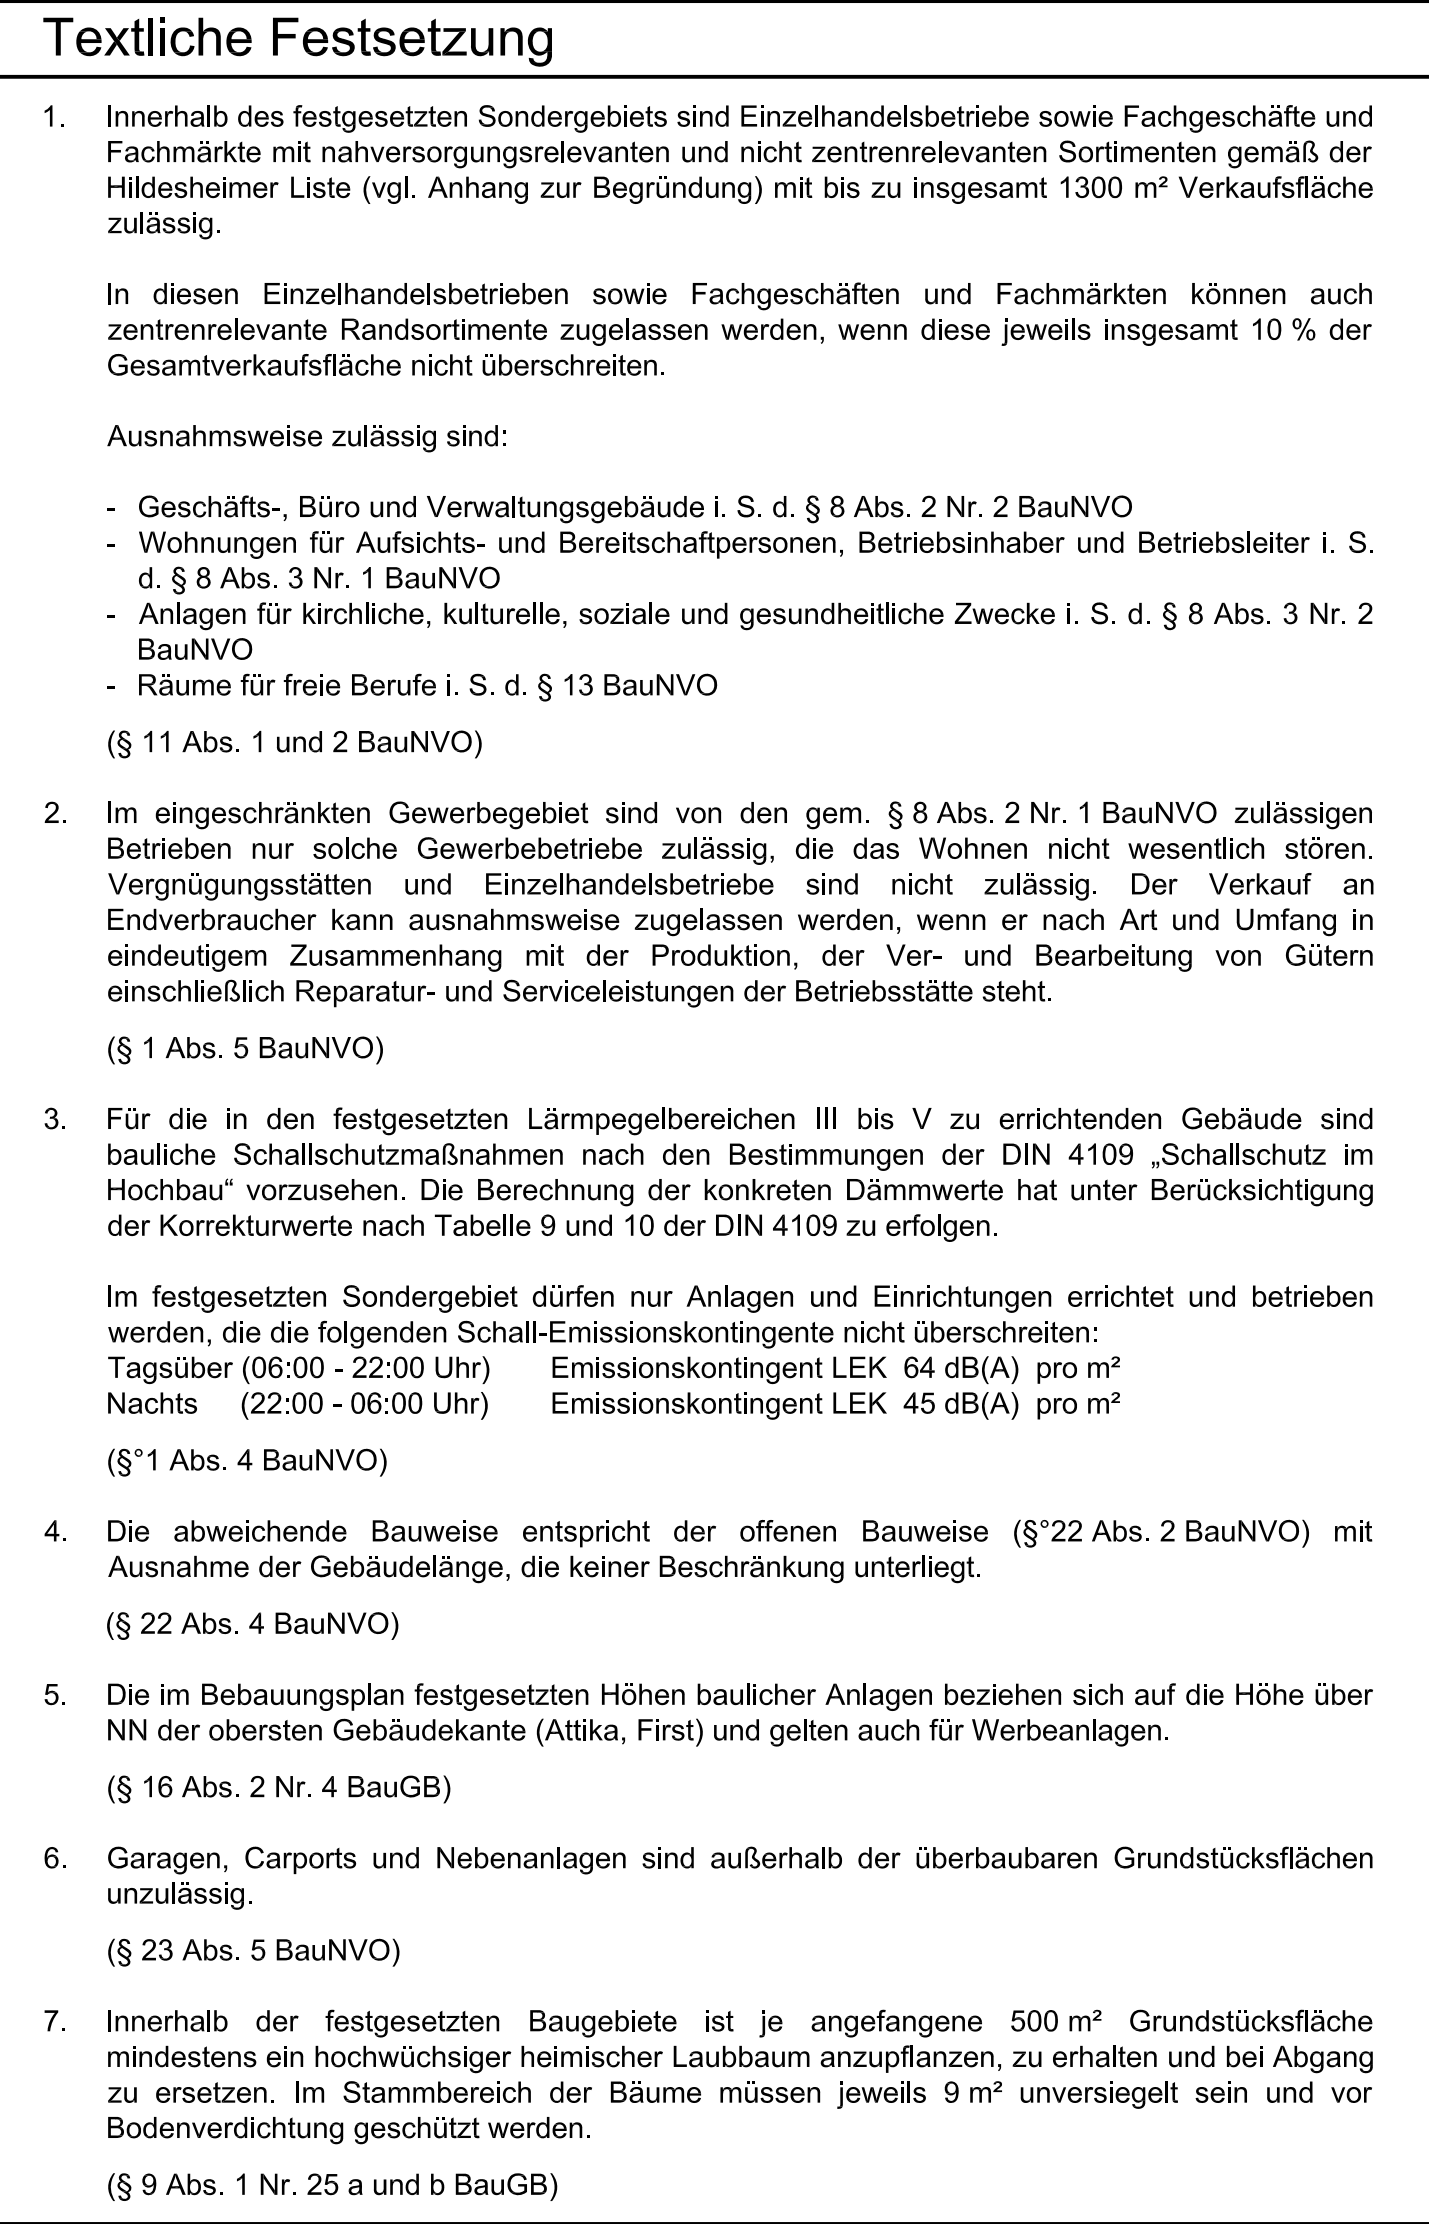 Textliche Festsetzung
1. Innerhalb des festgesetzten Sondergebiets sind Einzelhandelsbetriebe sowie Fachgeschäfte und
Fachmärkte mit nahversorgungsrelevanten und nicht zentrenrelevanten Sortimenten gemäß der
Hildesheimer Liste (vgl. Anhang zur Begründung) mit bis zu insgesamt 1300 m² Verkaufsfläche
zulässig.
In diesen Einzelhandelsbetrieben sowie Fachgeschäften und Fachmärkten können auch
zentrenrelevante Randsortimente zugelassen werden, wenn diese jeweils insgesamt 10 % der
Gesamtverkaufsfläche nicht überschreiten.
Ausnahmsweise zulässig sind:
- Geschäfts-, Büro und Verwaltungsgebäude i. S. d. § 8 Abs. 2 Nr. 2 BauNVO
- Wohnungen für Aufsichts- und Bereitschaftpersonen, Betriebsinhaber und Betriebsleiter i. S.
d. § 8 Abs. 3 Nr. 1 BauNVO
- Anlagen für kirchliche, kulturelle, soziale und gesundheitliche Zwecke i. S. d. § 8 Abs. 3 Nr. 2
BauNVO
- Räume für freie Berufe i. S. d. § 13 BauNVO
(§ 11 Abs. 1 und 2 BauNVO)
2. Im eingeschränkten Gewerbegebiet sind von den gem. § 8 Abs. 2 Nr. 1 BauNVO zulässigen
Betrieben nur solche Gewerbebetriebe zulässig, die das Wohnen nicht wesentlich stören.
Vergnügungsstätten und Einzelhandelsbetriebe sind nicht zulässig. Der Verkauf an
Endverbraucher kann ausnahmsweise zugelassen werden, wenn er nach Art und Umfang in
eindeutigem Zusammenhang mit der Produktion, der Ver- und Bearbeitung von Gütern
einschließlich Reparatur- und Serviceleistungen der Betriebsstätte steht.
(§ 1 Abs. 5 BauNVO)
3. Für die in den festgesetzten Lärmpegelbereichen III bis V zu errichtenden Gebäude sind
bauliche Schallschutzmaßnahmen nach den Bestimmungen der DIN 4109 „Schallschutz im
Hochbau“ vorzusehen. Die Berechnung der konkreten Dämmwerte hat unter Berücksichtigung
der Korrekturwerte nach Tabelle 9 und 10 der DIN 4109 zu erfolgen.
Im festgesetzten Sondergebiet dürfen nur Anlagen und Einrichtungen errichtet und betrieben
werden, die die folgenden Schall-Emissionskontingente nicht überschreiten:
Tagsüber (06:00 - 22:00 Uhr) Emissionskontingent LEK 64 dB(A) pro m²
Nachts (22:00 - 06:00 Uhr) Emissionskontingent LEK 45 dB(A) pro m²
(§°1 Abs. 4 BauNVO)
4. Die abweichende Bauweise entspricht der offenen Bauweise (§°22 Abs. 2 BauNVO) mit
Ausnahme der Gebäudelänge, die keiner Beschränkung unterliegt.
(§ 22 Abs. 4 BauNVO)
5. Die im Bebauungsplan festgesetzten Höhen baulicher Anlagen beziehen sich auf die Höhe über
NN der obersten Gebäudekante (Attika, First) und gelten auch für Werbeanlagen.
(§ 16 Abs. 2 Nr. 4 BauGB)
6. Garagen, Carports und Nebenanlagen sind außerhalb der überbaubaren Grundstücksflächen
unzulässig.
(§ 23 Abs. 5 BauNVO)
7. Innerhalb der festgesetzten Baugebiete ist je angefangene 500 m² Grundstücksfläche
mindestens ein hochwüchsiger heimischer Laubbaum anzupflanzen, zu erhalten und bei Abgang
zu ersetzen. Im Stammbereich der Bäume müssen jeweils 9 m² unversiegelt sein und vor
Bodenverdichtung geschützt werden.
(§ 9 Abs. 1 Nr. 25 a und b BauGB)